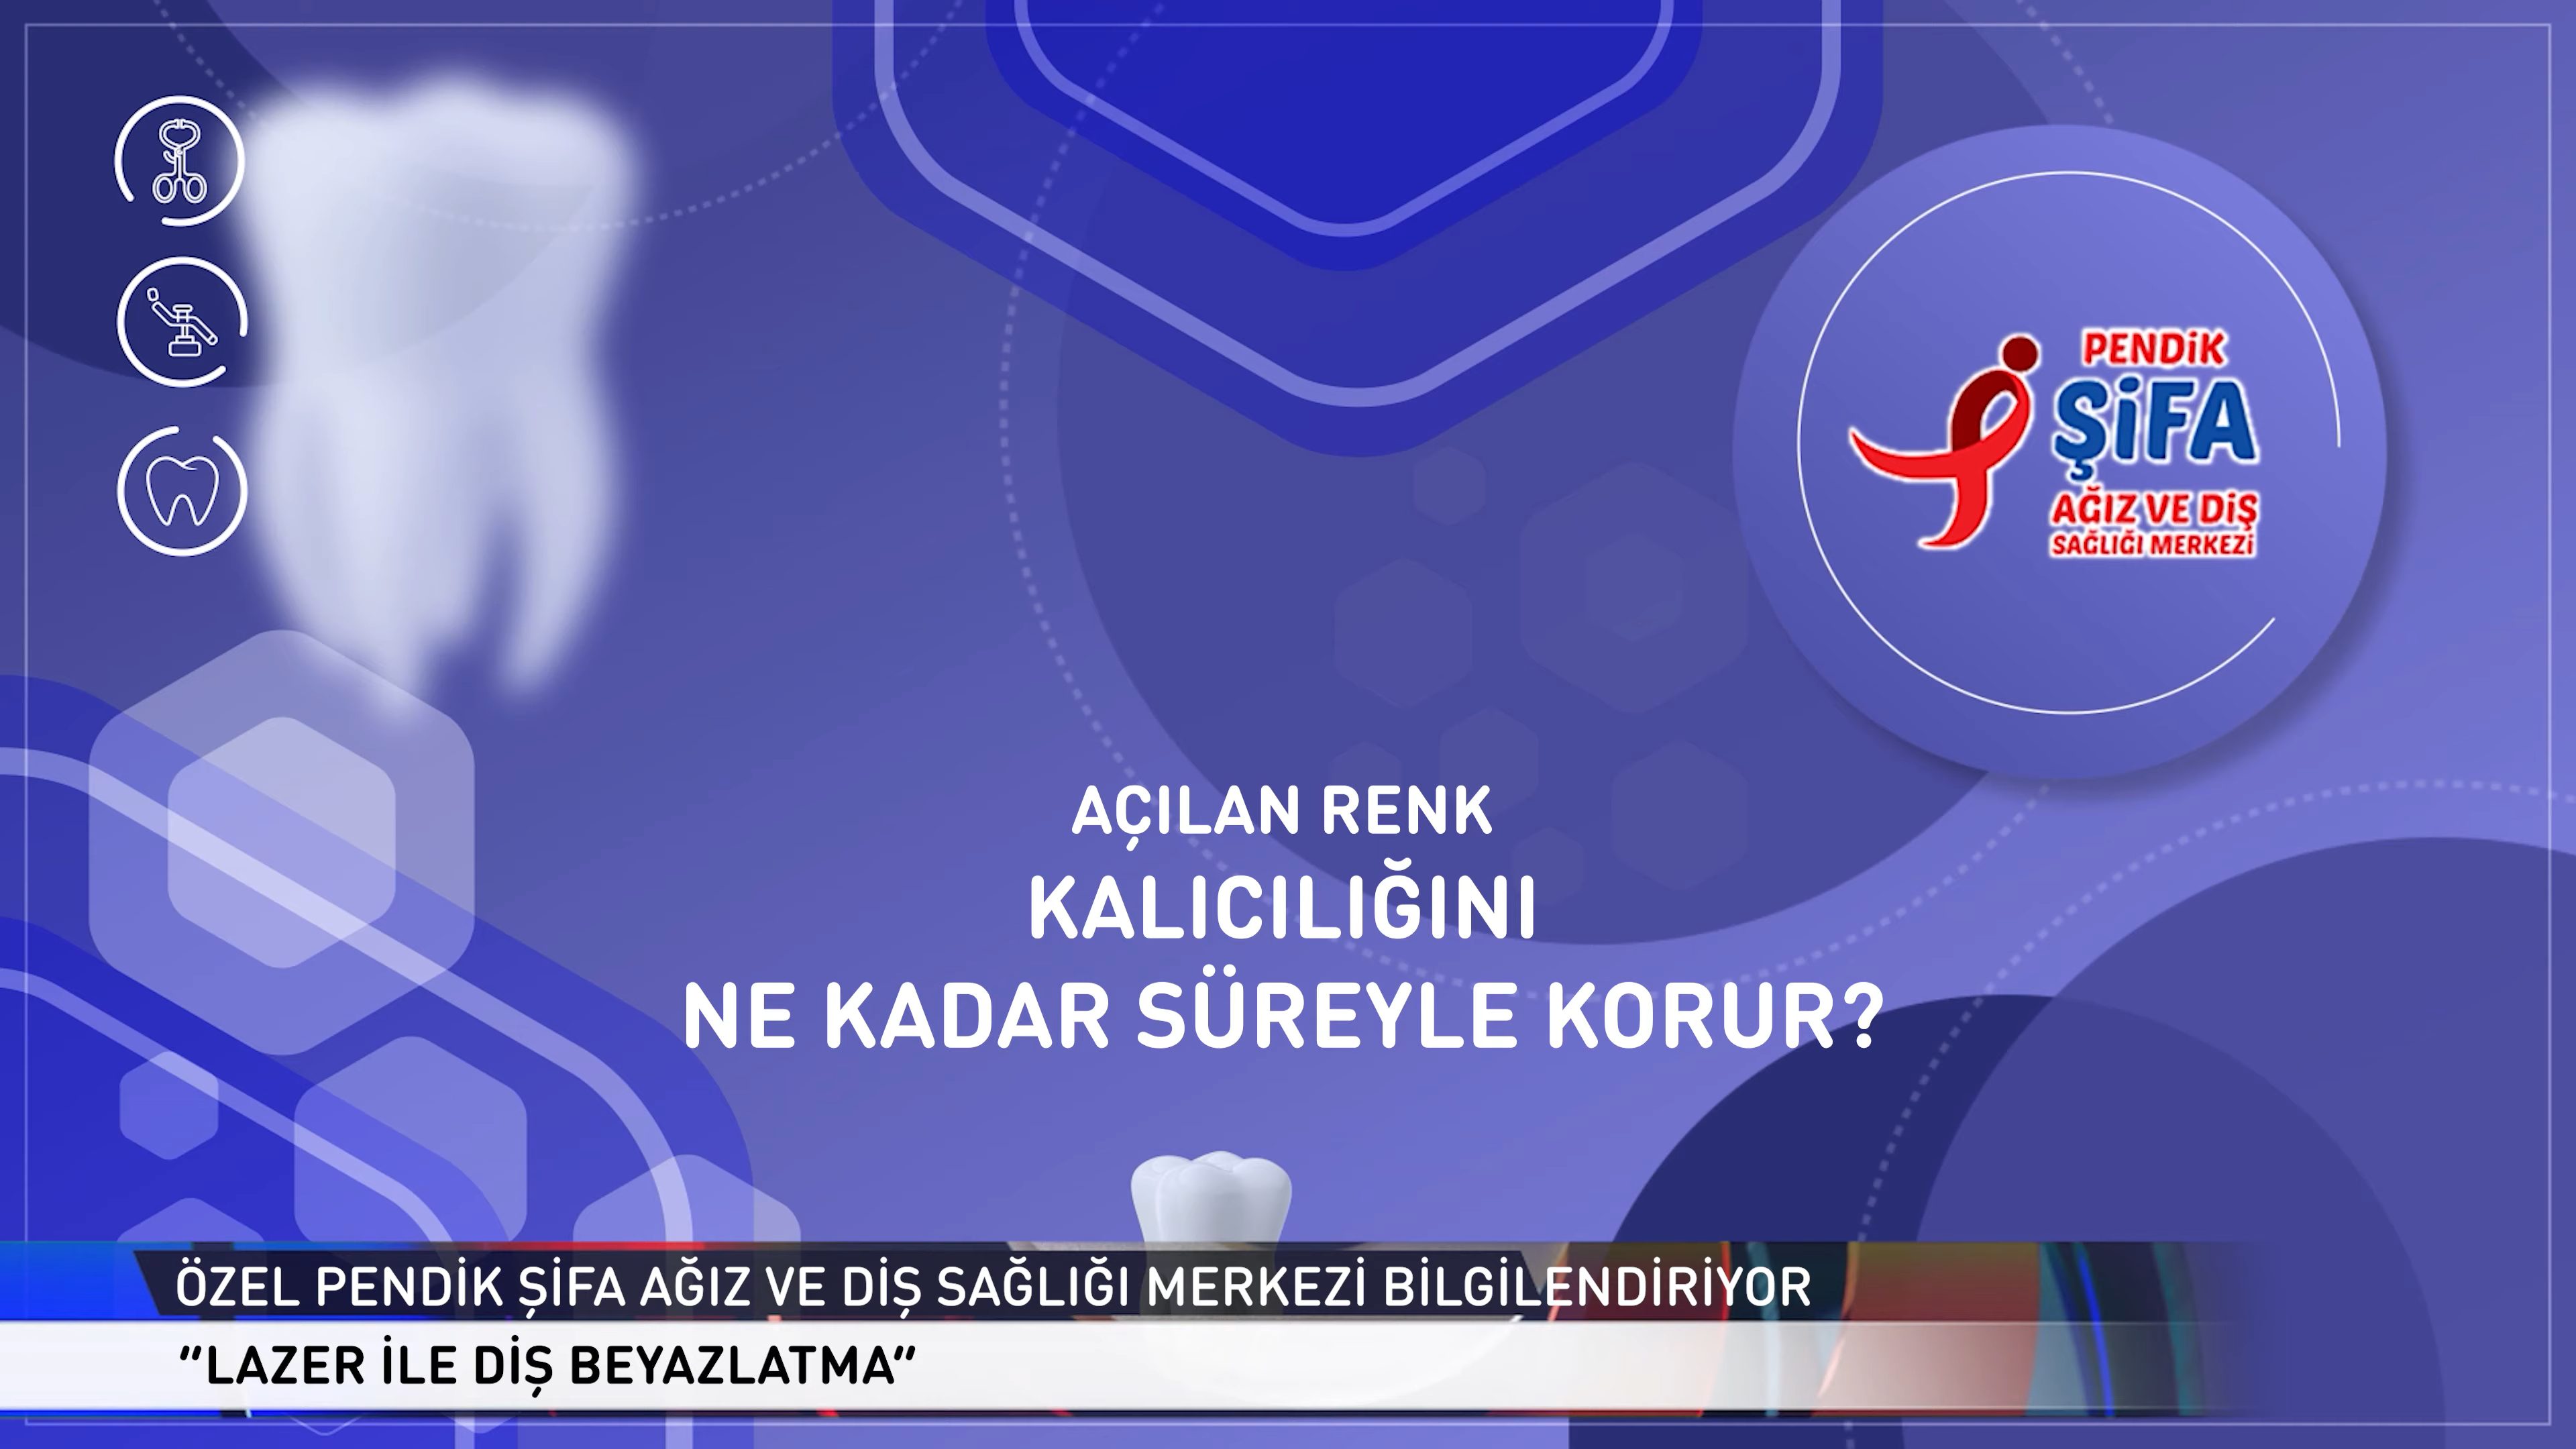 PENDİK
ŞİFA
AĞIZ VE DİŞ
SAĞLIĞI MERKEZİ
AÇILAN RENK
KALICILIĞINI
NE KADAR SÜREYLE KORUR?
ÖZEL PENDİK ŞİFA AĞIZ VE DİŞ SAĞLIĞI MERKEZİ BİLGİLENDİRİYOR
"LAZER İLE DİŞ BEYAZLATMA"